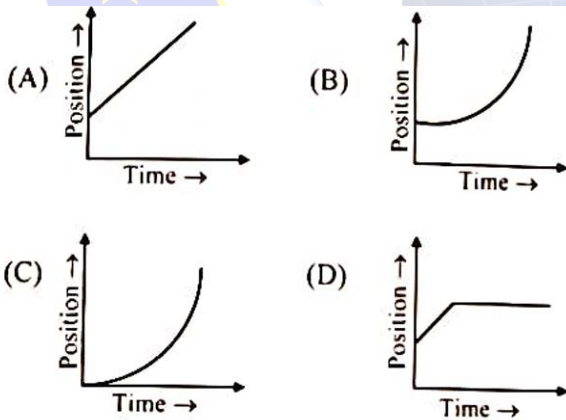 (A)
Position →
Time →
(B)
Position →
Time →
(C)
Position →
Time →
(D)
Position →
Time →